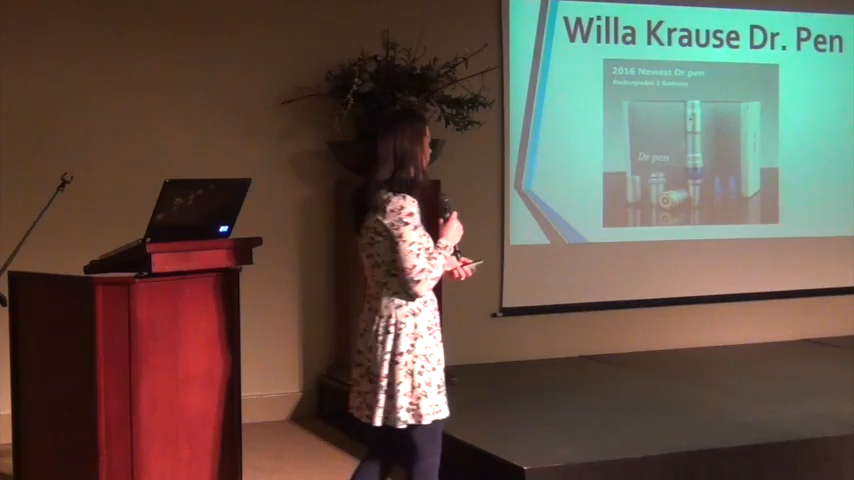 Willa Krause Dr. Pen
2016 Newest Dr.pen
Rechargeable 2 Batteries
Dr.pen